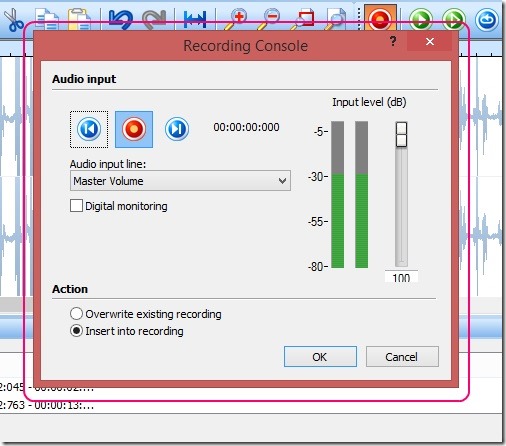 Recording Console
?
Audio input
Input level (dB)
00:00:00:000
-5
-30
-55
-80
Audio input line:
Master Volume
Digital monitoring
100
Action
Overwrite existing recording
Insert into recording
OK
Cancel
2:045 - 00:00:02:...
2:763 - 00:00:13:...